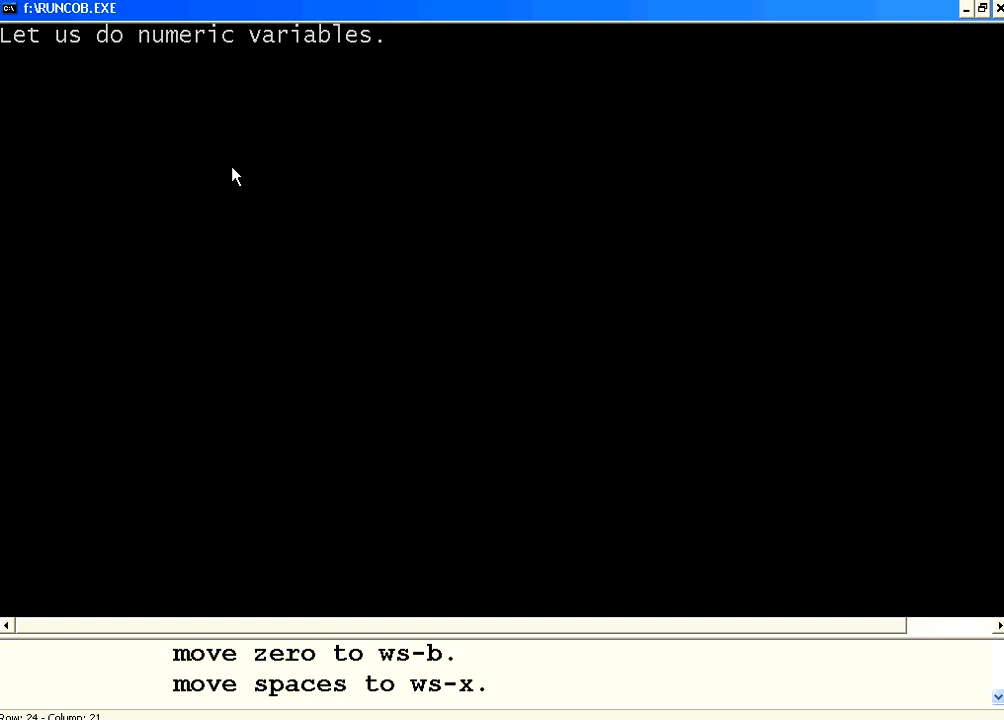 f:\RUNCOB.EXE
Let us do numeric variables.
move zero to ws-b.
move spaces to ws-x.
Row: 24 - Column: 21